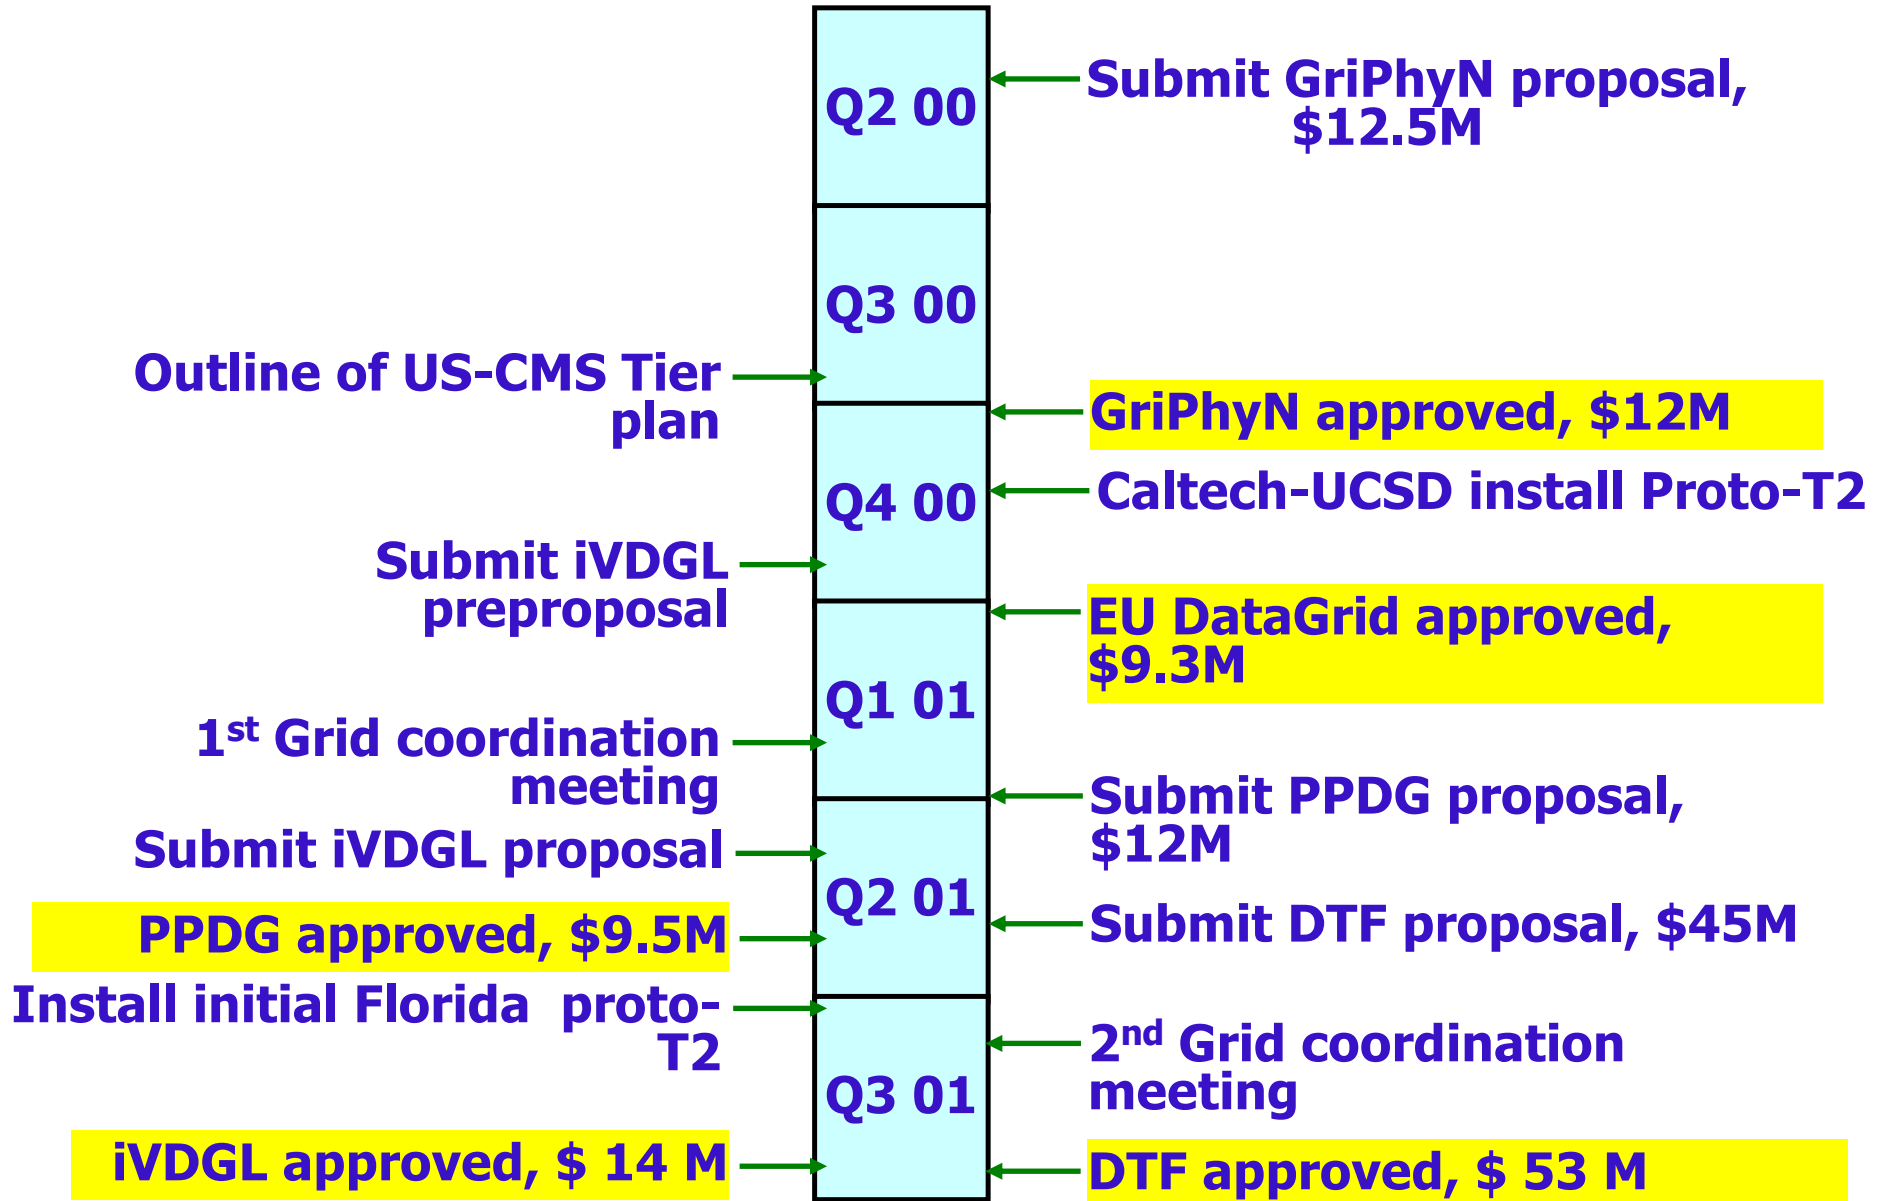 Q2 00
Submit GriPhyN proposal,
$12.5M
Q3 00
Outline of US-CMS Tier
plan
GriPhyN approved, $12M
Q4 00
Caltech-UCSD install Proto-T2
Submit iVDGL
preproposal
EU DataGrid approved,
$9.3M
Q1 01
1st Grid coordination
meeting
Submit PPDG proposal,
$12M
Submit iVDGL proposal
Q2 01
Submit DTF proposal, $45M
PPDG approved, $9.5M
Install initial Florida  proto-
T2
2nd Grid coordination
meeting
Q3 01
iVDGL approved, $ 14 M
DTF approved, $ 53 M